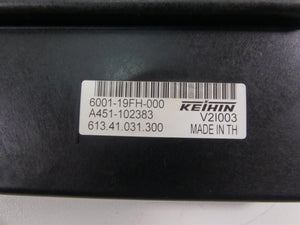 6001-19FH-000 KEIHIN
A451-102383 V2I003
613.41.031.300 MADE IN TH